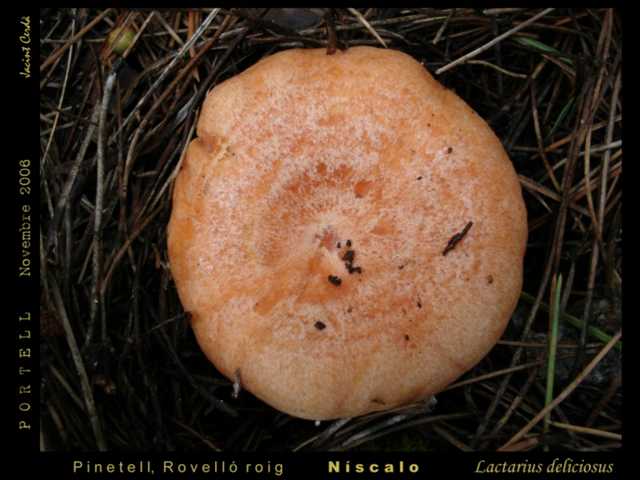 Jacint Cerdà
PORTELL Novembre 2006
Pinetell, Rovelló roig Níscalo Lactarius deliciosus